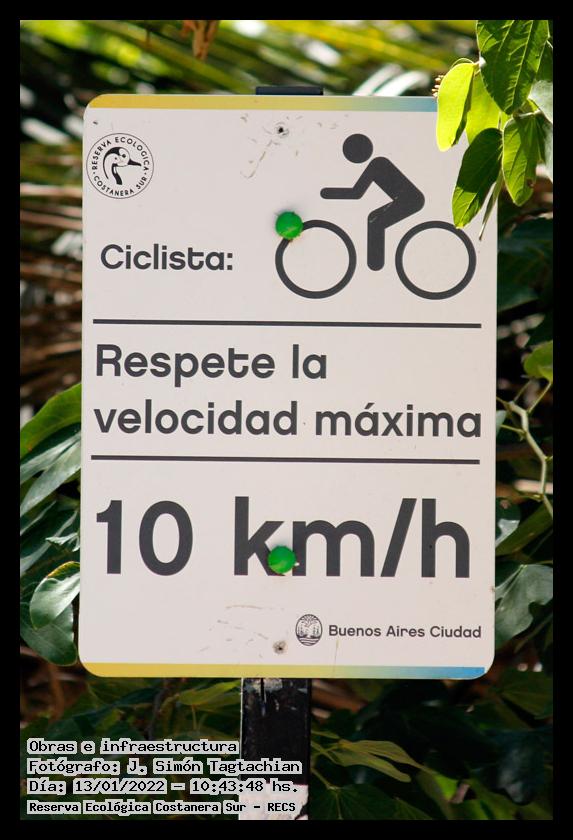 RESERVA ECOLOGICA
COSTANERA SUR
Ciclista:
Respete la
velocidad máxima
10 km/h
Buenos Aires Ciudad
Obras e infraestructura
Fotógrafo: J. Simón Tagtachian
Día: 13/01/2022 - 10:43:48 hs.
Reserva Ecológica Costanera Sur - RECS